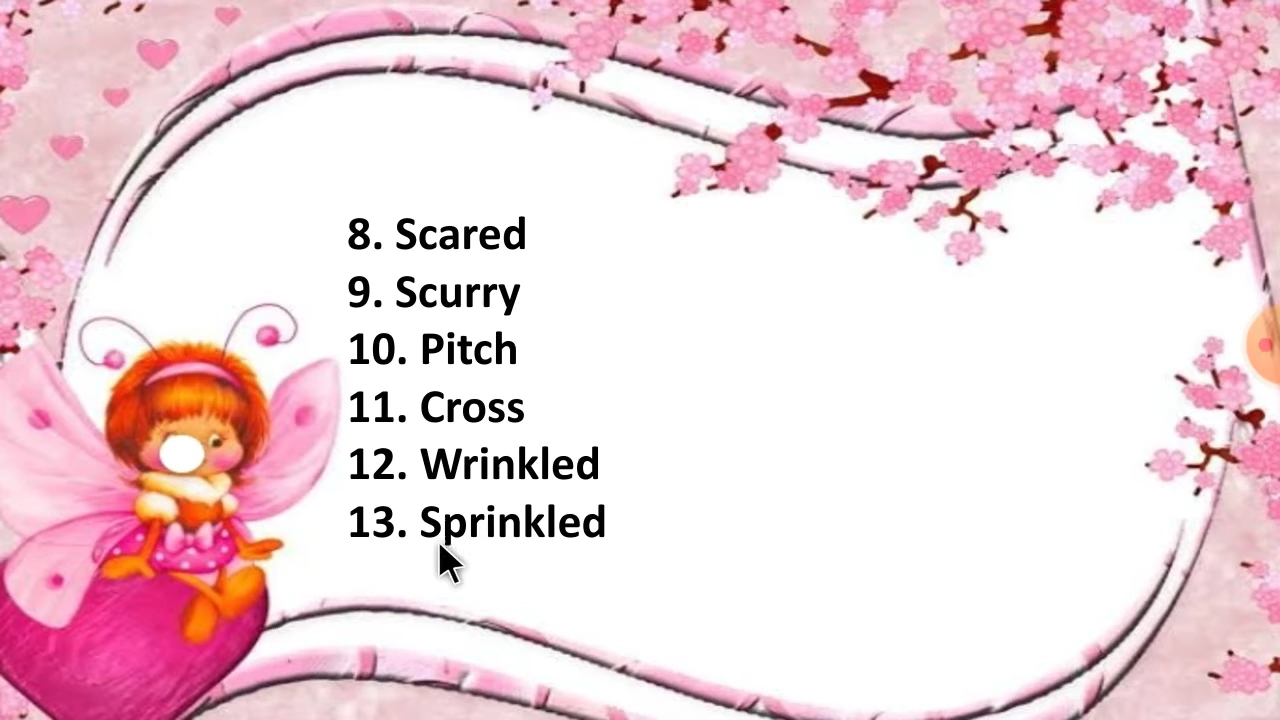 8. Scared
9. Scurry
10. Pitch
11. Cross
12. Wrinkled
13. Sprinkled